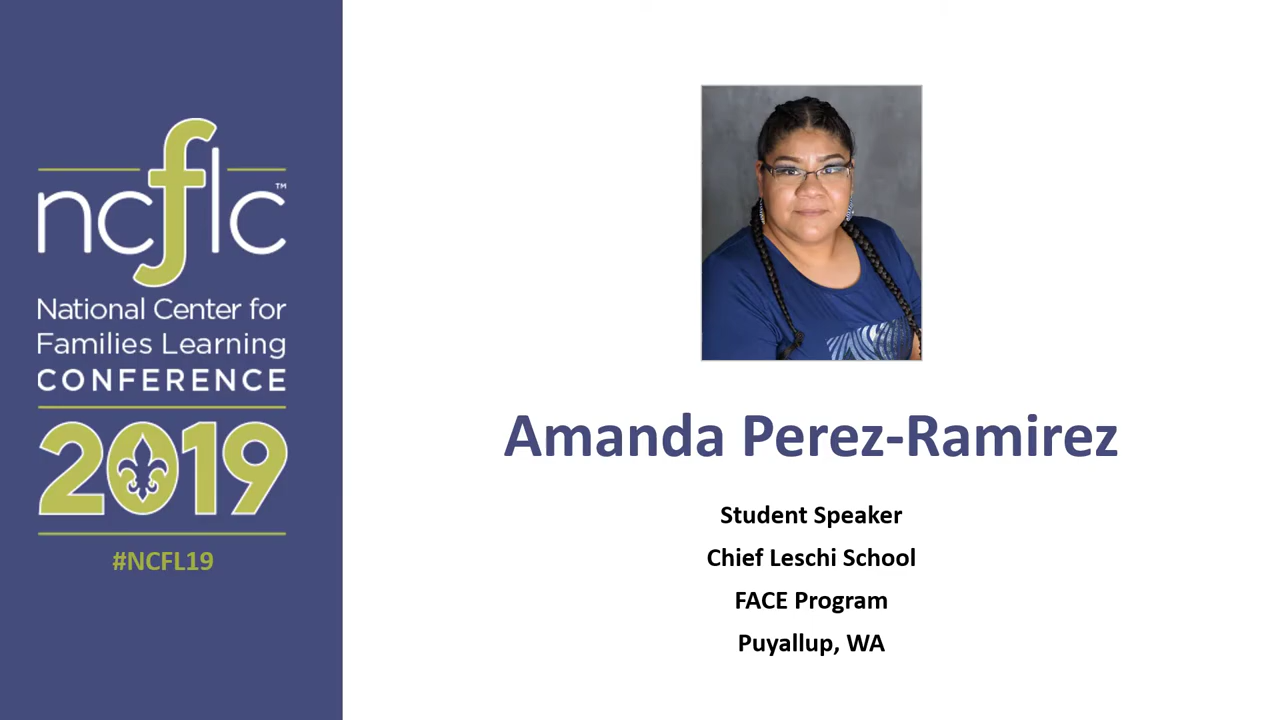 ncflc™
National Center for
Families Learning
CONFERENCE
2019
#NCFL19
Amanda Perez-Ramirez
Student Speaker
Chief Leschi School
FACE Program
Puyallup, WA